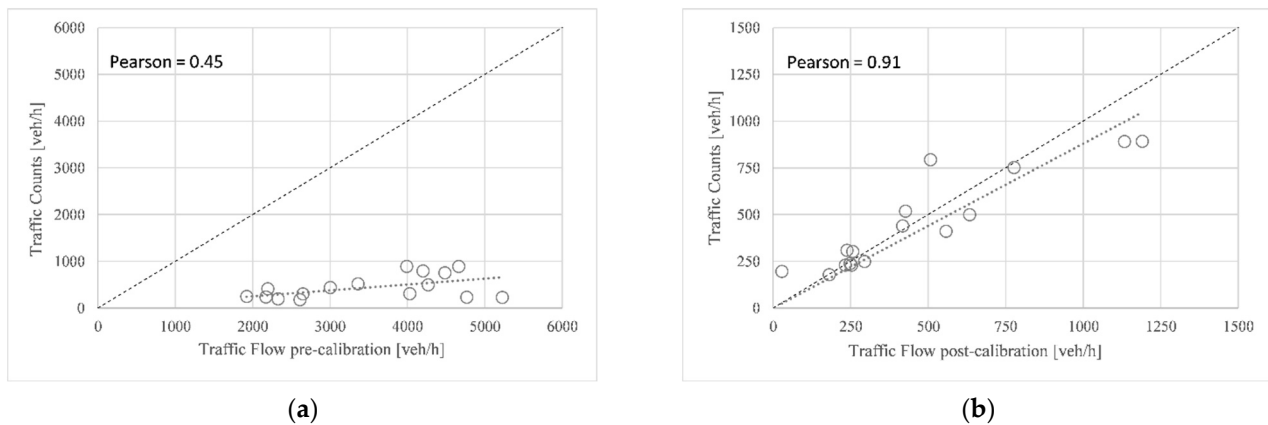 Pearson = 0.45
Traffic Counts [veh/h]
6000
5000
4000
3000
2000
1000
0
0 1000 2000 3000 4000 5000 6000
Traffic Flow pre-calibration [veh/h]
(a)
Pearson = 0.91
Traffic Counts [veh/h]
1500
1250
1000
750
500
250
0
0 250 500 750 1000 1250 1500
Traffic Flow post-calibration [veh/h]
(b)